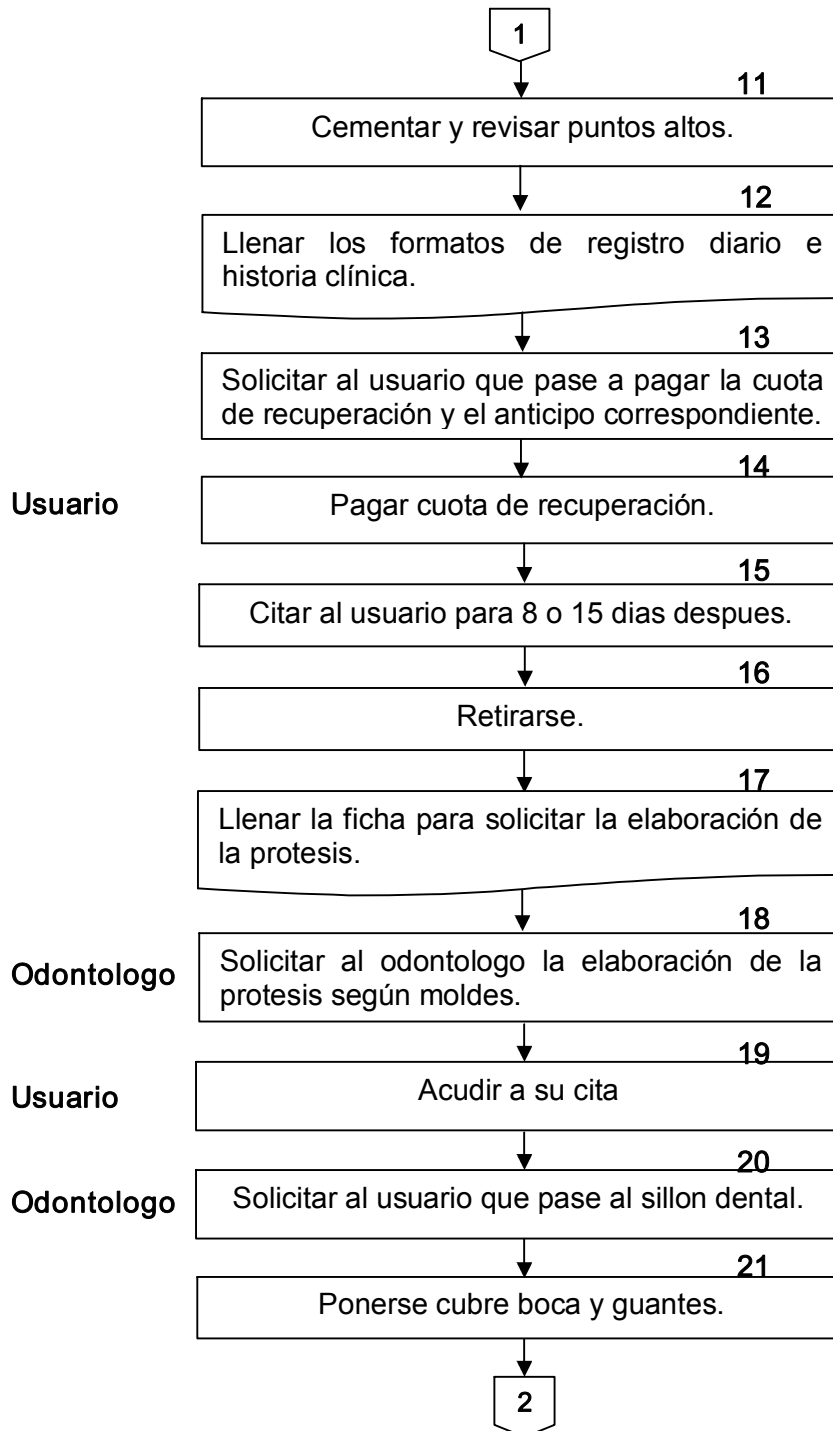 1
11
Cementar y revisar puntos altos.
12
Llenar los formatos de registro diario e
historia clínica.
13
Solicitar al usuario que pase a pagar la cuota
de recuperación y el anticipo correspondiente.
14
Usuario
Pagar cuota de recuperación.
15
Citar al usuario para 8 o 15 dias despues.
16
Retirarse.
17
Llenar la ficha para solicitar la elaboración de
la protesis.
18
Odontologo
Solicitar al odontologo la elaboración de la
protesis según moldes.
19
Usuario
Acudir a su cita
20
Odontologo
Solicitar al usuario que pase al sillon dental.
21
Ponerse cubre boca y guantes.
2